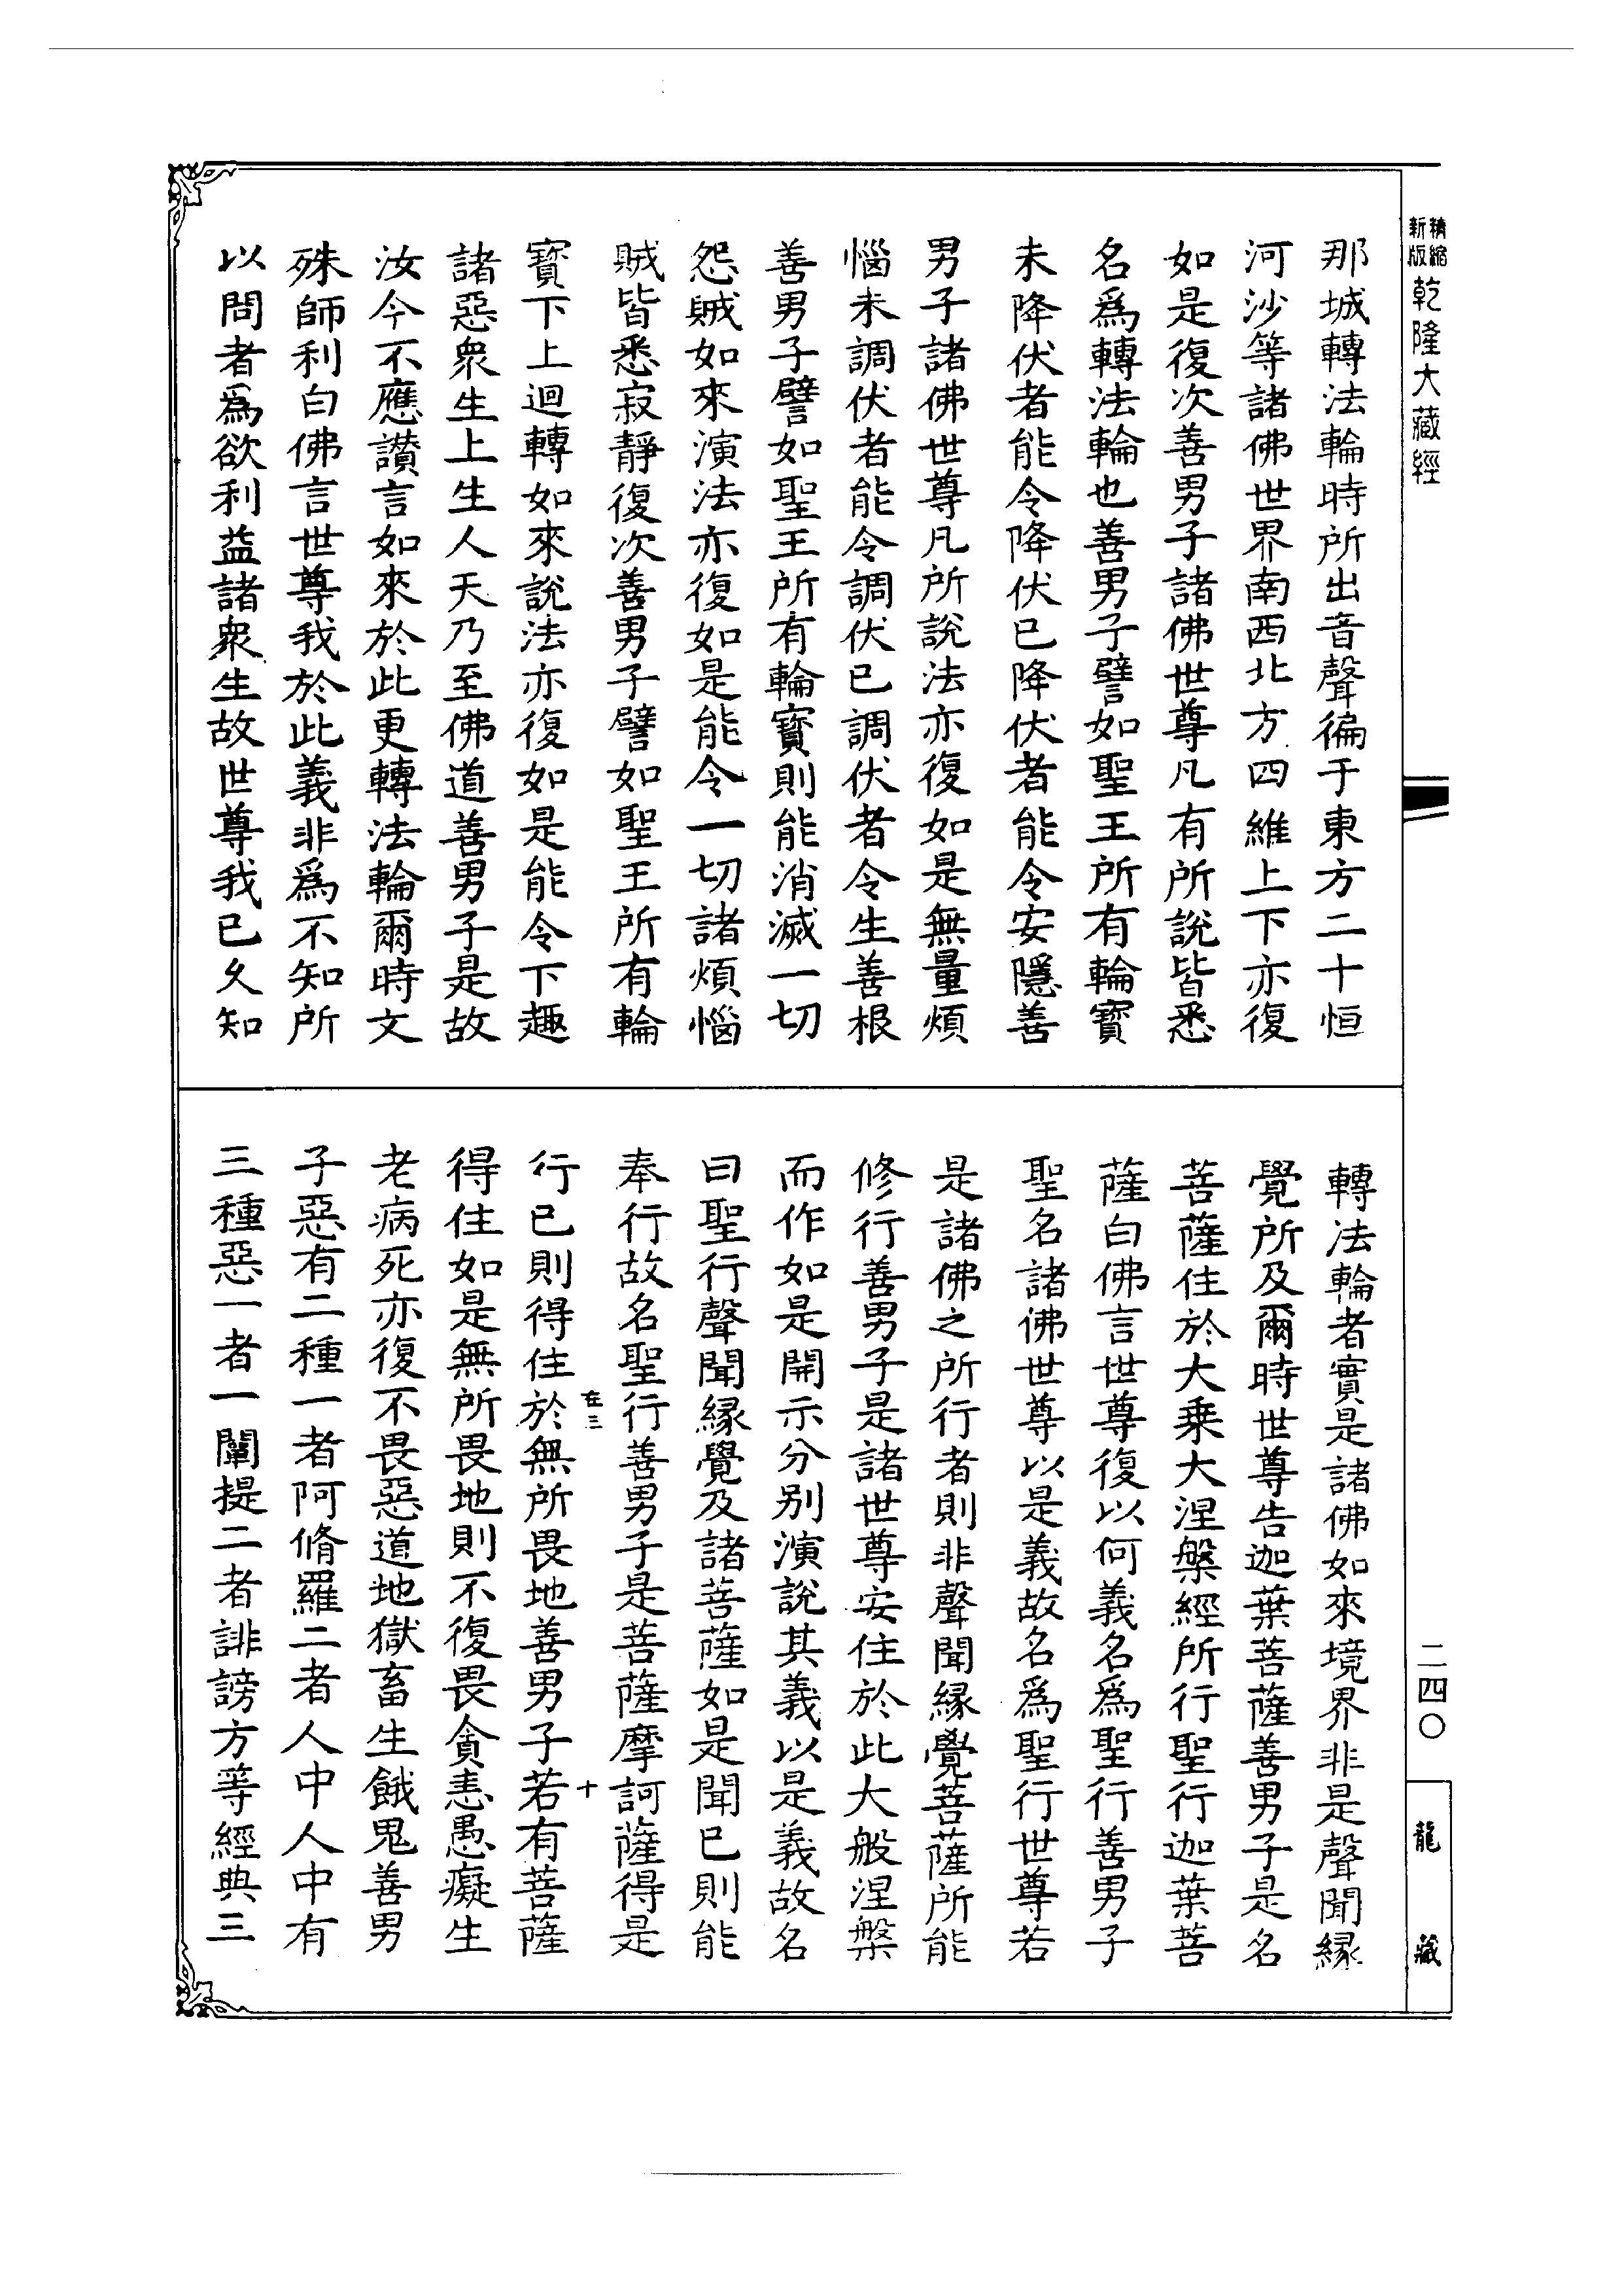 精縮新版乾隆大藏經
那城轉法輪時所出音聲徧于東方二十恒
河沙等諸佛世界南西北方四維上下亦復
如是復次善男子諸佛世尊凡有所說皆悉
名爲轉法輪也善男子譬如聖王所有輪寶
未降伏者能令降伏已降伏者能令安隱善
男子諸佛世尊凡所說法亦復如是無量煩
惱未調伏者能令調伏已調伏者令生善根
善男子譬如聖王所有輪寶則能消滅一切
怨賊如來演法亦復如是能令一切諸煩惱
賊皆悉寂靜復次善男子譬如聖王所有輪
寶下上迴轉如來說法亦復如是能令下趣
諸惡衆生上生人天乃至佛道善男子是故
汝今不應讚言如來於此更轉法輪爾時文
殊師利白佛言世尊我於此義非爲不知所
以問者爲欲利益諸衆生故世尊我已久知
轉法輪者實是諸佛如來境界非是聲聞縁
覺所及爾時世尊告迦葉菩薩善男子是名
菩薩住於大乘大涅槃經所行聖行迦葉菩
薩白佛言世尊復以何義名爲聖行善男子
聖名諸佛世尊以是義故名爲聖行世尊若
是諸佛之所行者則非聲聞縁覺菩薩所能
修行善男子是諸世尊安住於此大般涅槃
而作如是開示分别演說其義以是義故名
曰聖行聲聞縁覺及諸菩薩如是聞已則能
奉行故名聖行善男子是菩薩摩訶薩得是
在三
十
行已則得住於無所畏地善男子若有菩薩
得住如是無所畏地則不復畏貪恚愚癡生
老病死亦復不畏惡道地獄畜生餓鬼善男
子惡有二種一者阿脩羅二者人中人中有
三種惡一者一闡提二者誹謗方等經典三
二四〇
龍藏